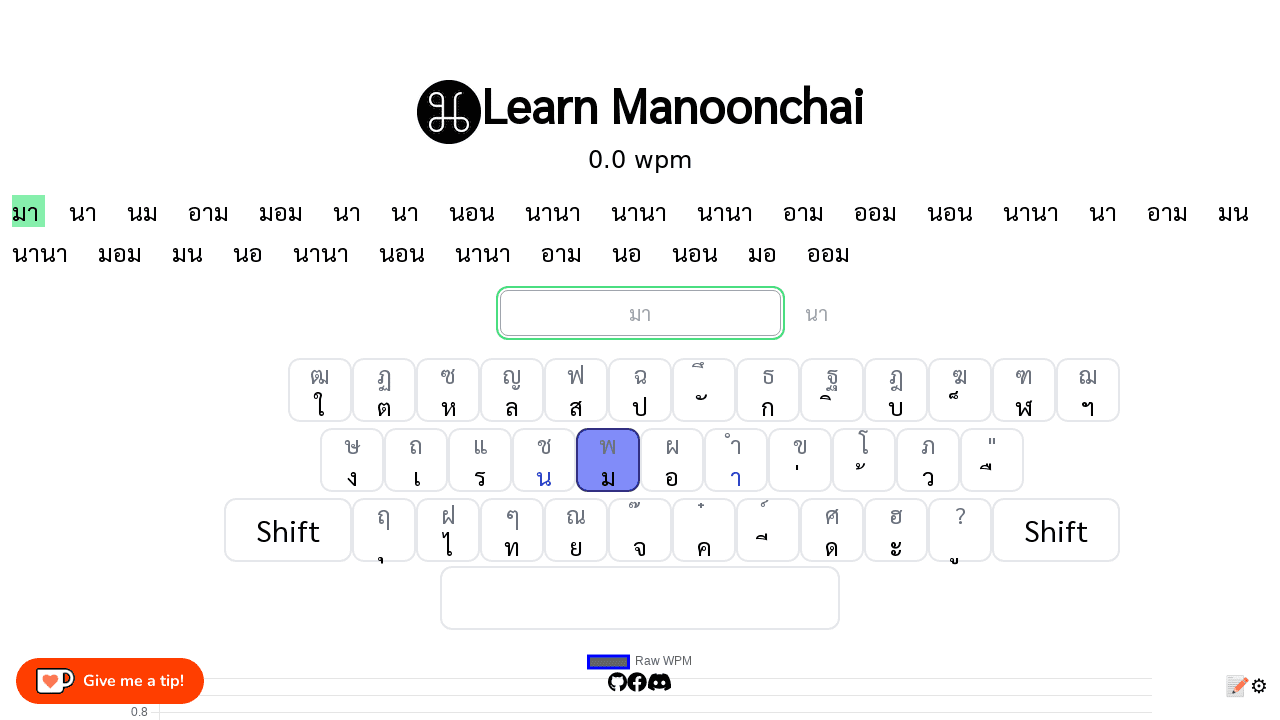 Learn Manoonchai
0.0 wpm
มา นา นม อาม มอม นา นา นอน นานา นานา นานา อาม ออม นอน นานา นา อาม มน
นานา มอม มน นอ นานา นอน นานา อาม นอ นอน มอ ออม
มา นา
ฒ ฏ ซ ญ ฟ ฉ ึ ธ ฐ ฎ ฆ ฑ ฌ
ใ ต ห ล ส ป ั ก ิ บ ็ ฬ ฯ
ษ ถ แ ช พ ผ ำ ข โ ภ "
ง เ ร น ม อ า ่ ้ ว ื
ฤ ฝ ๆ ณ ๊ ๋ ์ ศ ฮ ?
Shift ุ ไ ท ย จ ค ี ด ะ ู Shift
Raw WPM
Give me a tip!
0.8